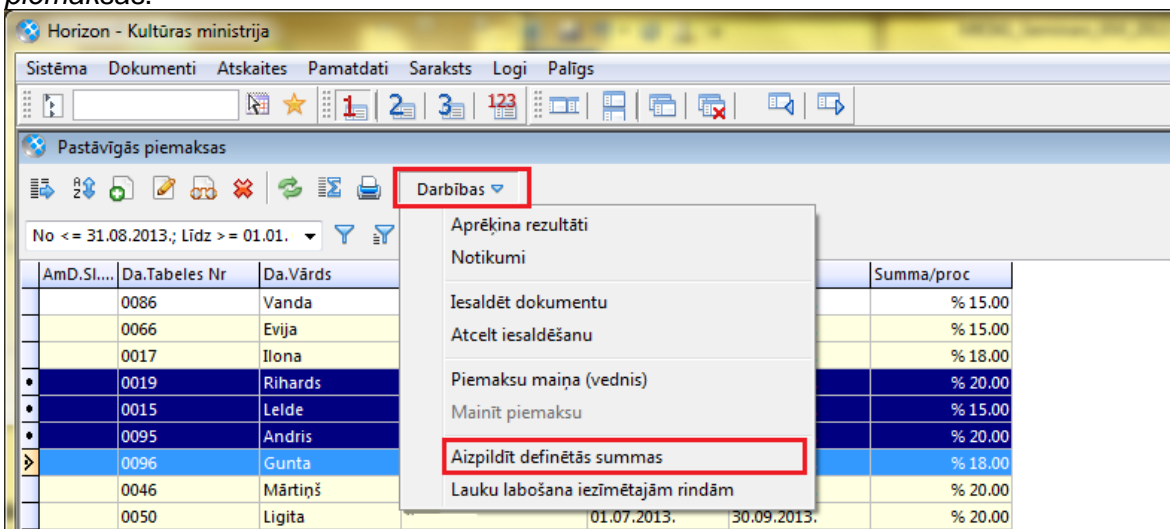 piemaksas.
Horizon - Kultūras ministrija
Sistēma Dokumenti Atskaites Pamatdati Saraksts Logi Palīgs
1 2 3 123
Pastāvīgās piemaksas
Darbības
No <= 31.08.2013.; Līdz >= 01.01.
Aprēķina rezultāti
Notikumi
Iesaldēt dokumentu
Atcelt iesaldēšanu
Piemaksu maiņa (vednis)
Mainīt piemaksu
Aizpildīt definētās summas
Lauku labošana iezīmētajām rindām
AmD.Sl.... Da.Tabeles Nr Da.Vārds Summa/proc
0086 Vanda % 15.00
0066 Evija % 15.00
0017 Ilona % 18.00
0019 Rihards % 20.00
0015 Lelde % 15.00
0095 Andris % 20.00
0096 Gunta % 18.00
0046 Mārtiņš % 20.00
0050 Ligita 01.07.2013. 30.09.2013. % 20.00